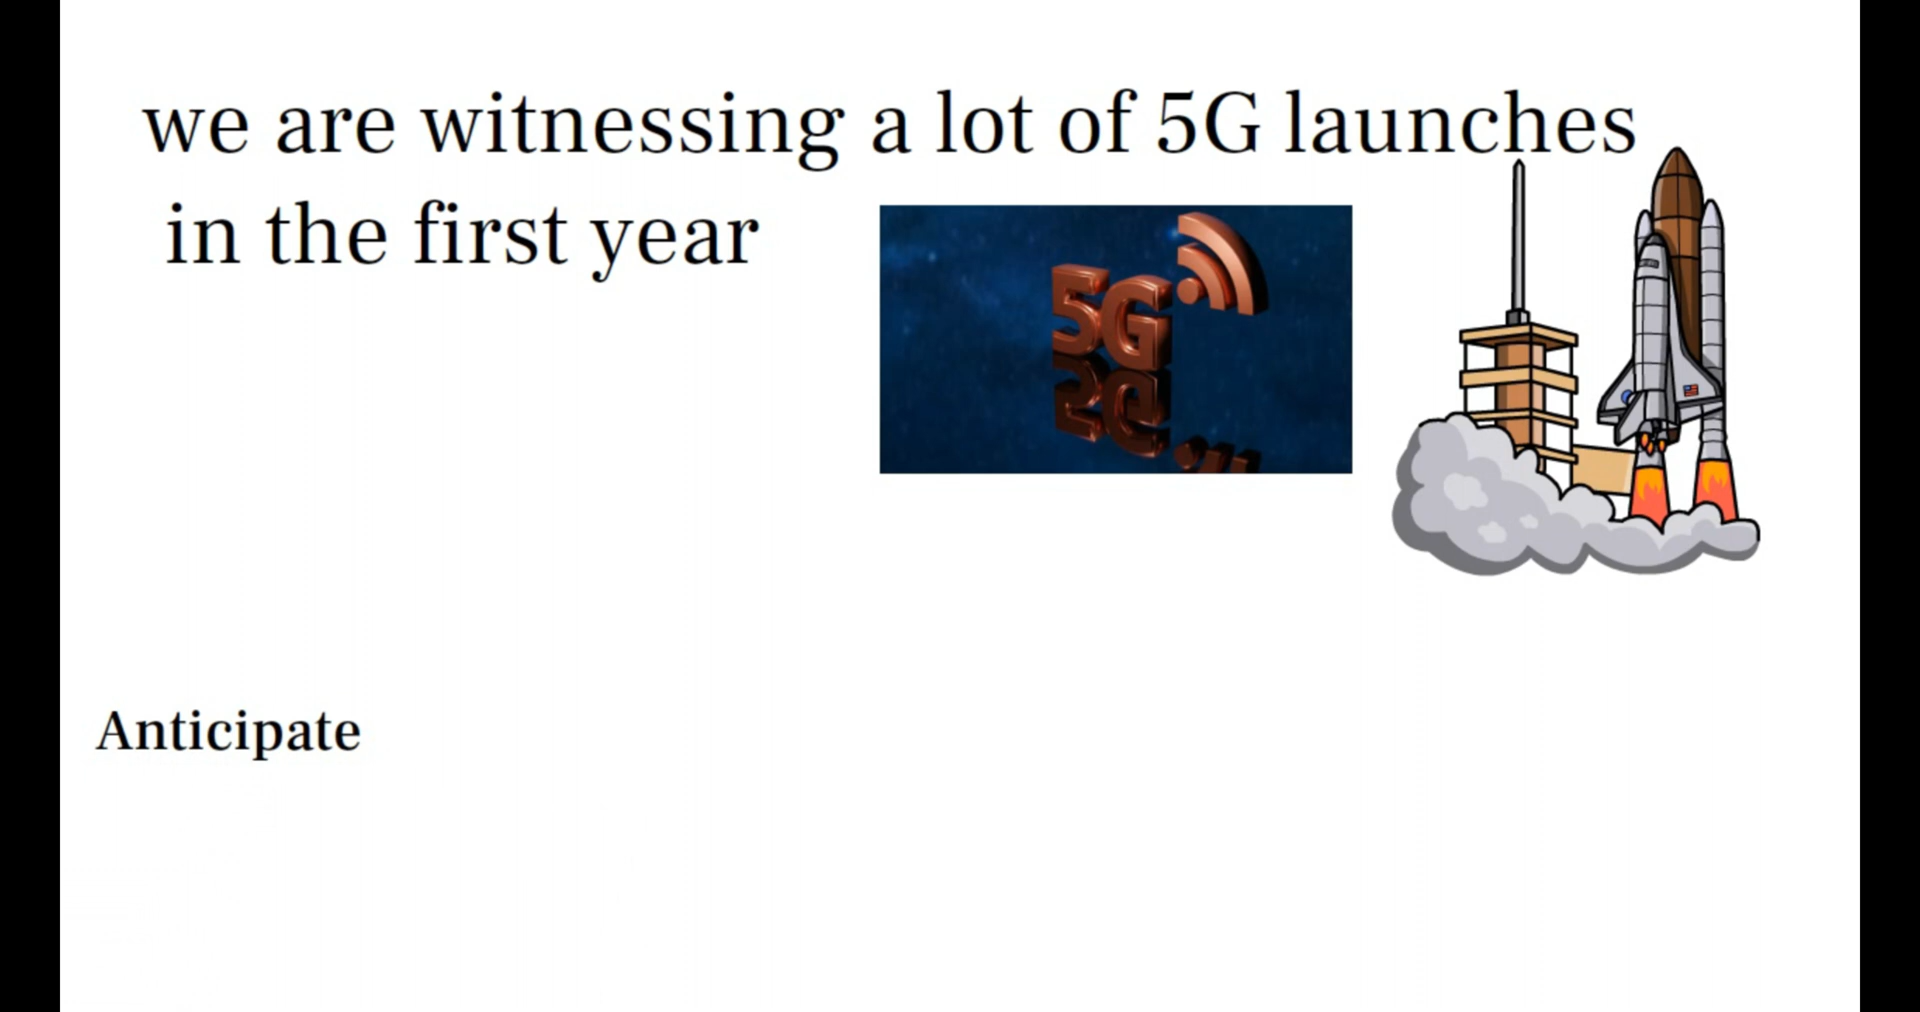 we are witnessing a lot of 5G launches
in the first year
5G
Anticipate